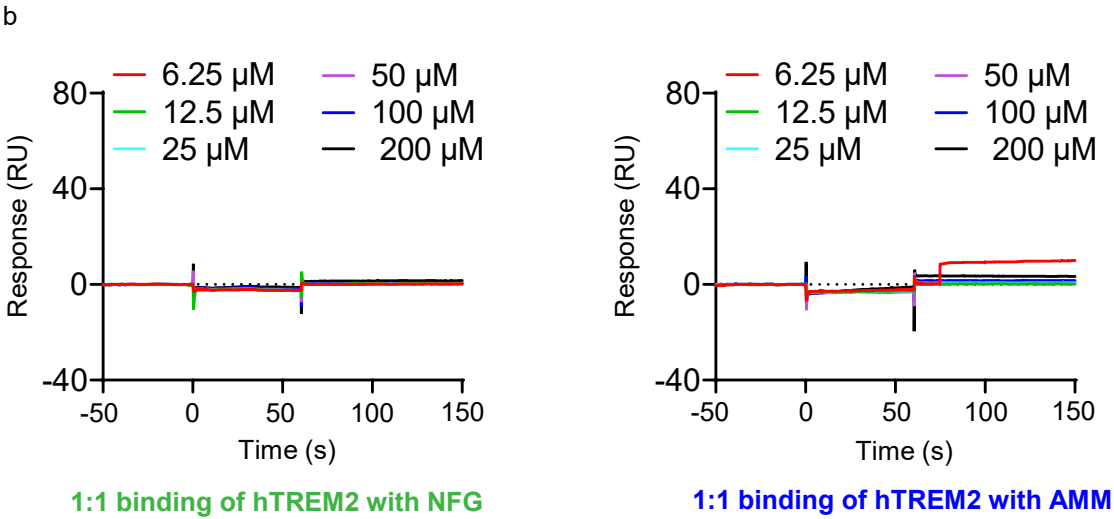 b
6.25 µM
50 µM
12.5 µM
100 µM
25 µM
200 µM
Response (RU)
80
40
0
-40
-50
0
50
100
150
Time (s)
1:1 binding of hTREM2 with NFG
6.25 µM
50 µM
12.5 µM
100 µM
25 µM
200 µM
Response (RU)
80
40
0
-40
-50
0
50
100
150
Time (s)
1:1 binding of hTREM2 with AMM